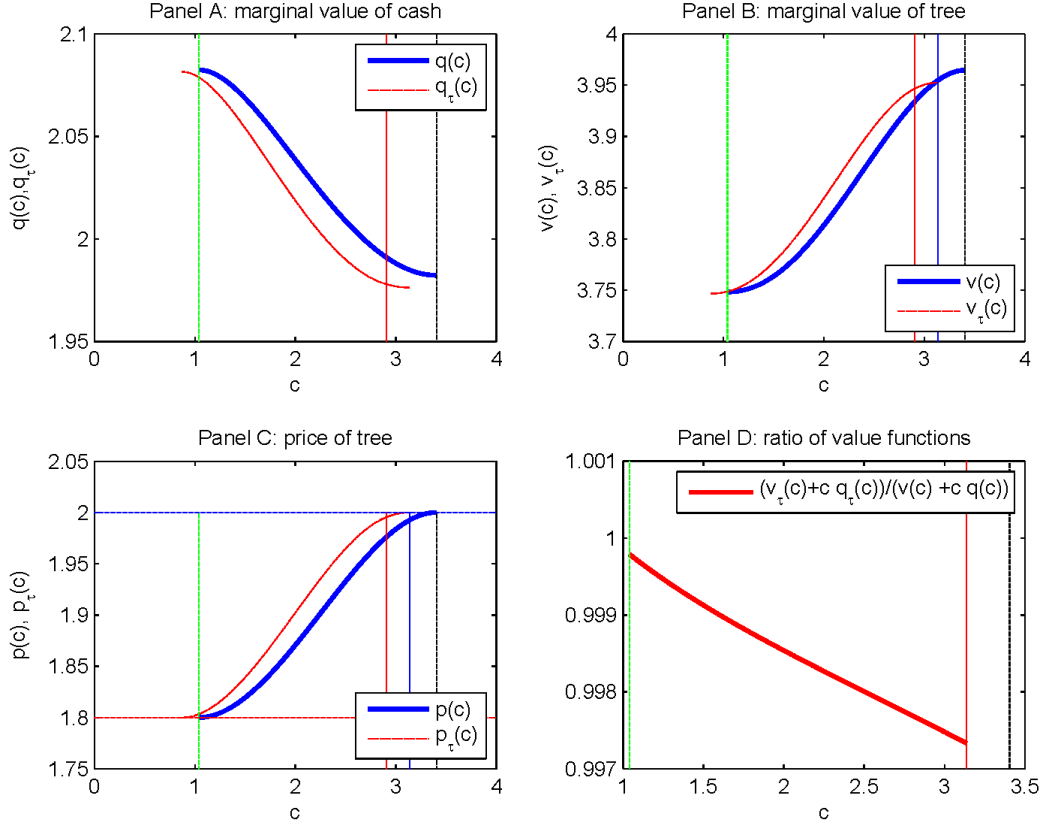 Panel A: marginal value of cash
2.1
2.05
2
1.95
q(c),q_τ(c)
q(c)
q_τ(c)
0 1 2 3 4
c
Panel B: marginal value of tree
4
3.95
3.9
3.85
3.8
3.75
3.7
v(c), v_τ(c)
v(c)
v_τ(c)
0 1 2 3 4
c
Panel C: price of tree
2.05
2
1.95
1.9
1.85
1.8
1.75
p(c), p_τ(c)
p(c)
p_τ(c)
0 1 2 3 4
c
Panel D: ratio of value functions
1.001
1
0.999
0.998
0.997
(v_τ(c)+c q_τ(c))/(v(c) +c q(c))
1 1.5 2 2.5 3 3.5
c